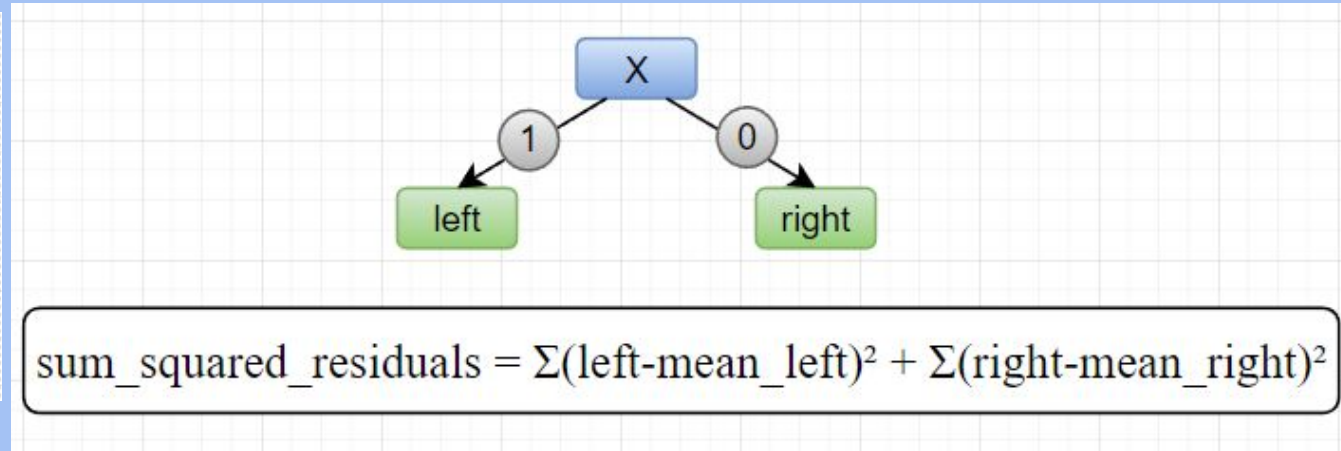 X
1
0
left
right
sum_squared_residuals = Σ(left-mean_left)² + Σ(right-mean_right)²